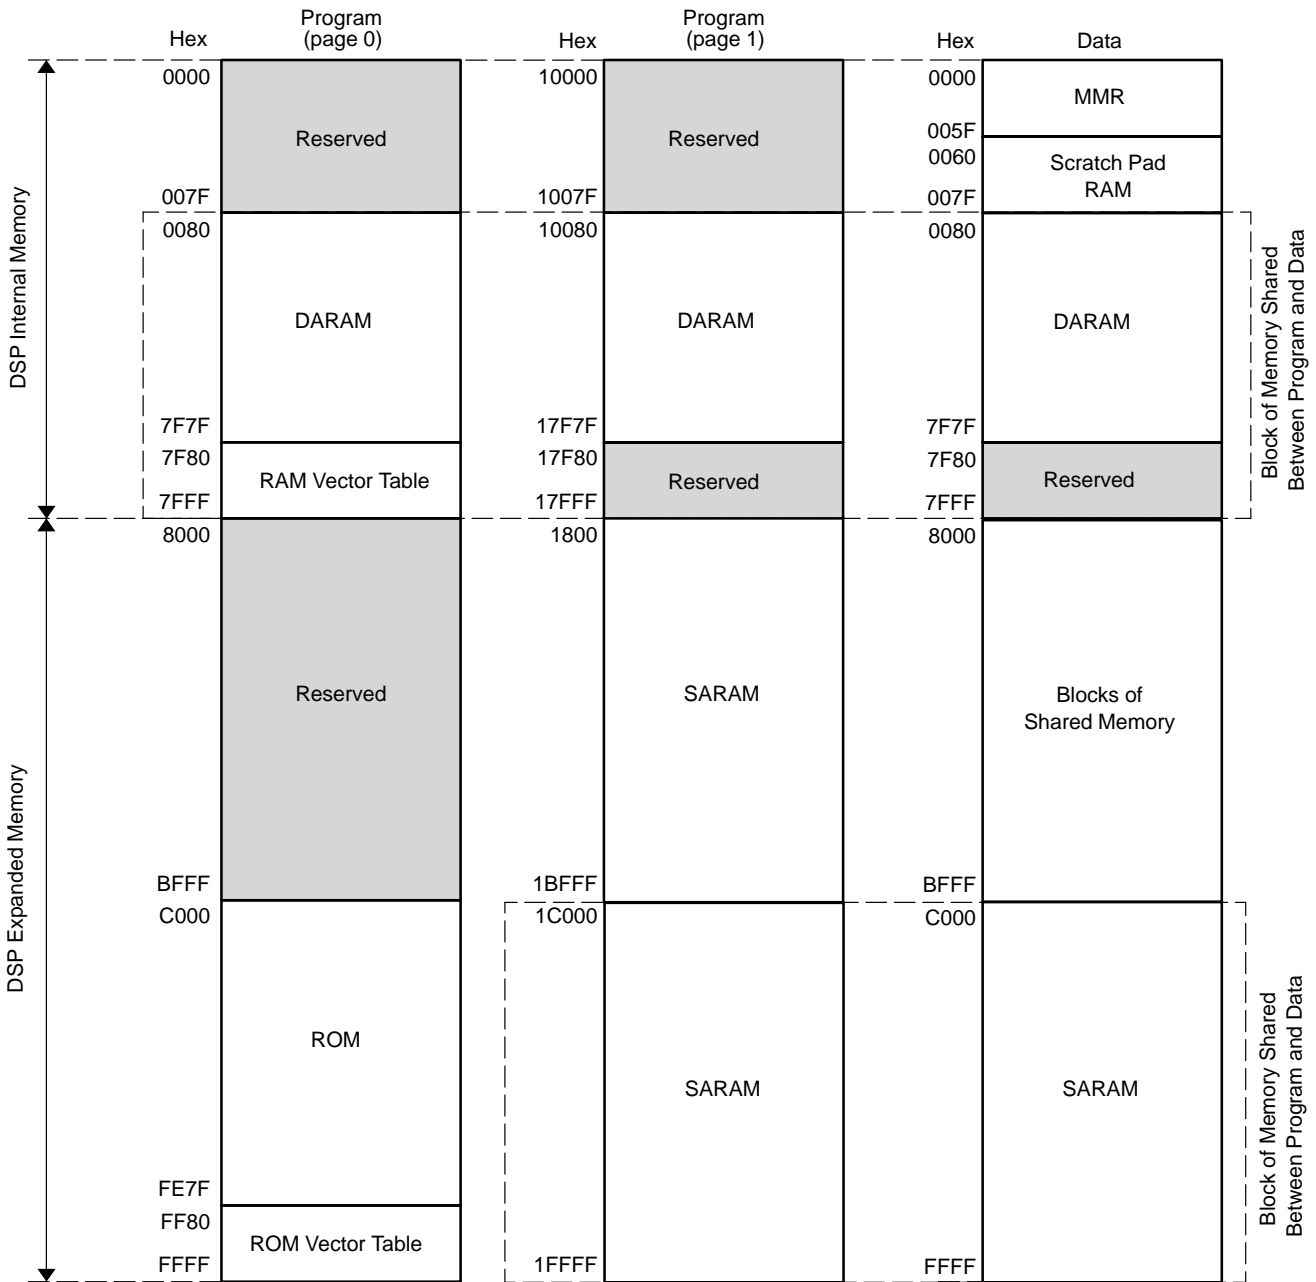 Hex
Program
(page 0)
Hex
Program
(page 1)
Hex
Data
DSP Internal Memory
0000
Reserved
007F
0080
DARAM
7F7F
7F80
RAM Vector Table
7FFF
10000
Reserved
1007F
10080
DARAM
17F7F
17F80
Reserved
17FFF
0000
MMR
005F
0060
Scratch Pad
RAM
007F
0080
DARAM
7F7F
7F80
Reserved
7FFF
Block of Memory Shared
Between Program and Data
DSP Expanded Memory
8000
Reserved
BFFF
C000
ROM
FE7F
FF80
ROM Vector Table
FFFF
1800
SARAM
1BFFF
1C000
SARAM
1FFFF
8000
Blocks of
Shared Memory
BFFF
C000
SARAM
FFFF
Block of Memory Shared
Between Program and Data